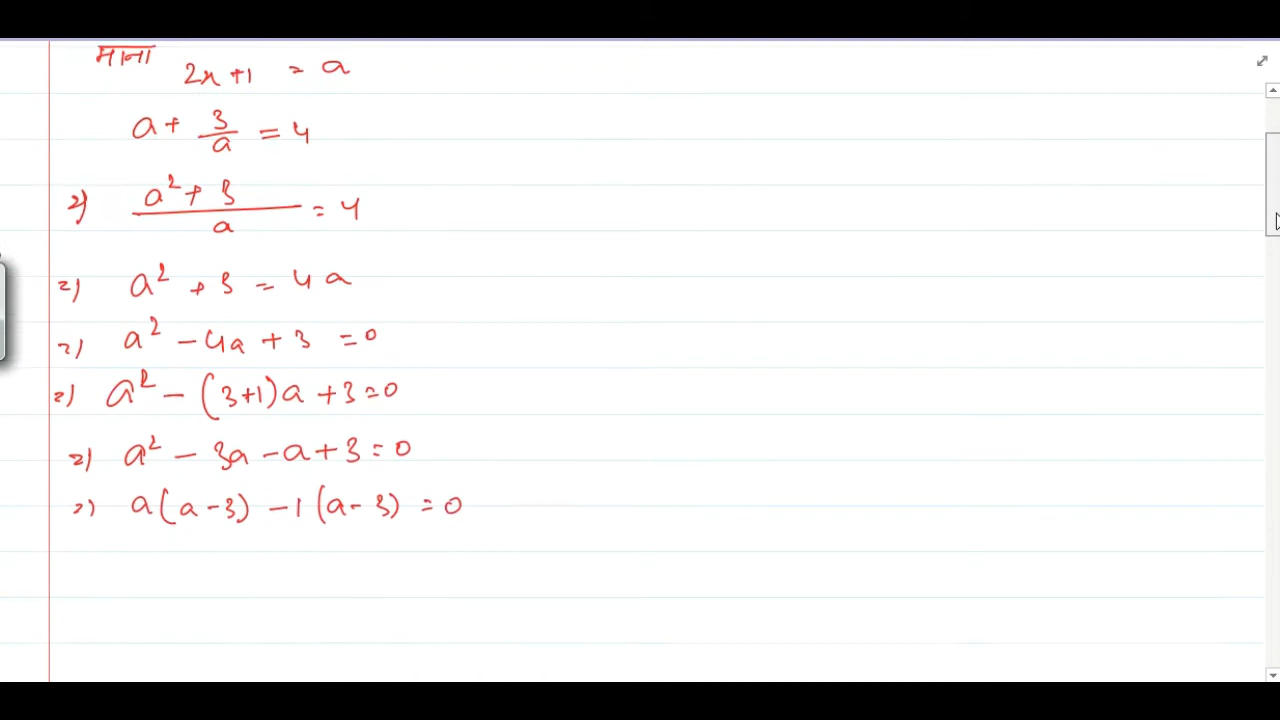 माना
2x+1 = a
a + 3/a = 4
⇒) (a² + 3)/a = 4
⇒) a² + 3 = 4a
⇒) a² - 4a + 3 = 0
⇒) a² - (3+1)a + 3 = 0
⇒) a² - 3a - a + 3 = 0
⇒) a(a-3) - 1(a-3) = 0